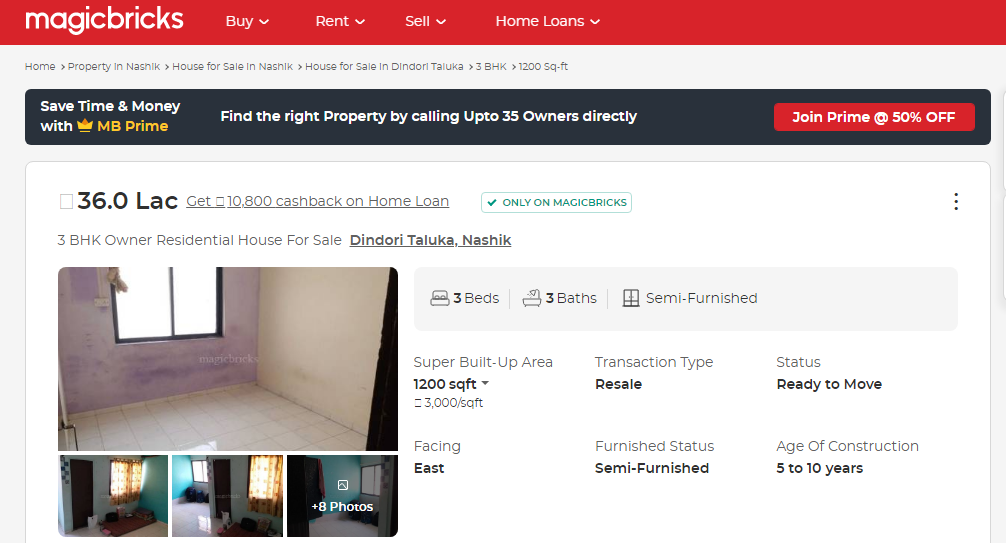 magicbricks
Buy
Rent
Sell
Home Loans
Home > Property in Nashik > House for Sale in Nashik > House for Sale in Dindori Taluka > 3 BHK > 1200 Sq-ft
Save Time & Money
with MB Prime
Find the right Property by calling Upto 35 Owners directly
Join Prime @ 50% OFF
36.0 Lac Get 10,800 cashback on Home Loan
ONLY ON MAGICBRICKS
3 BHK Owner Residential House For Sale Dindori Taluka, Nashik
magicbricks
3 Beds
3 Baths
Semi-Furnished
Super Built-Up Area
1200 sqft
3,000/sqft
Transaction Type
Resale
Status
Ready to Move
Facing
East
Furnished Status
Semi-Furnished
Age Of Construction
5 to 10 years
+8 Photos